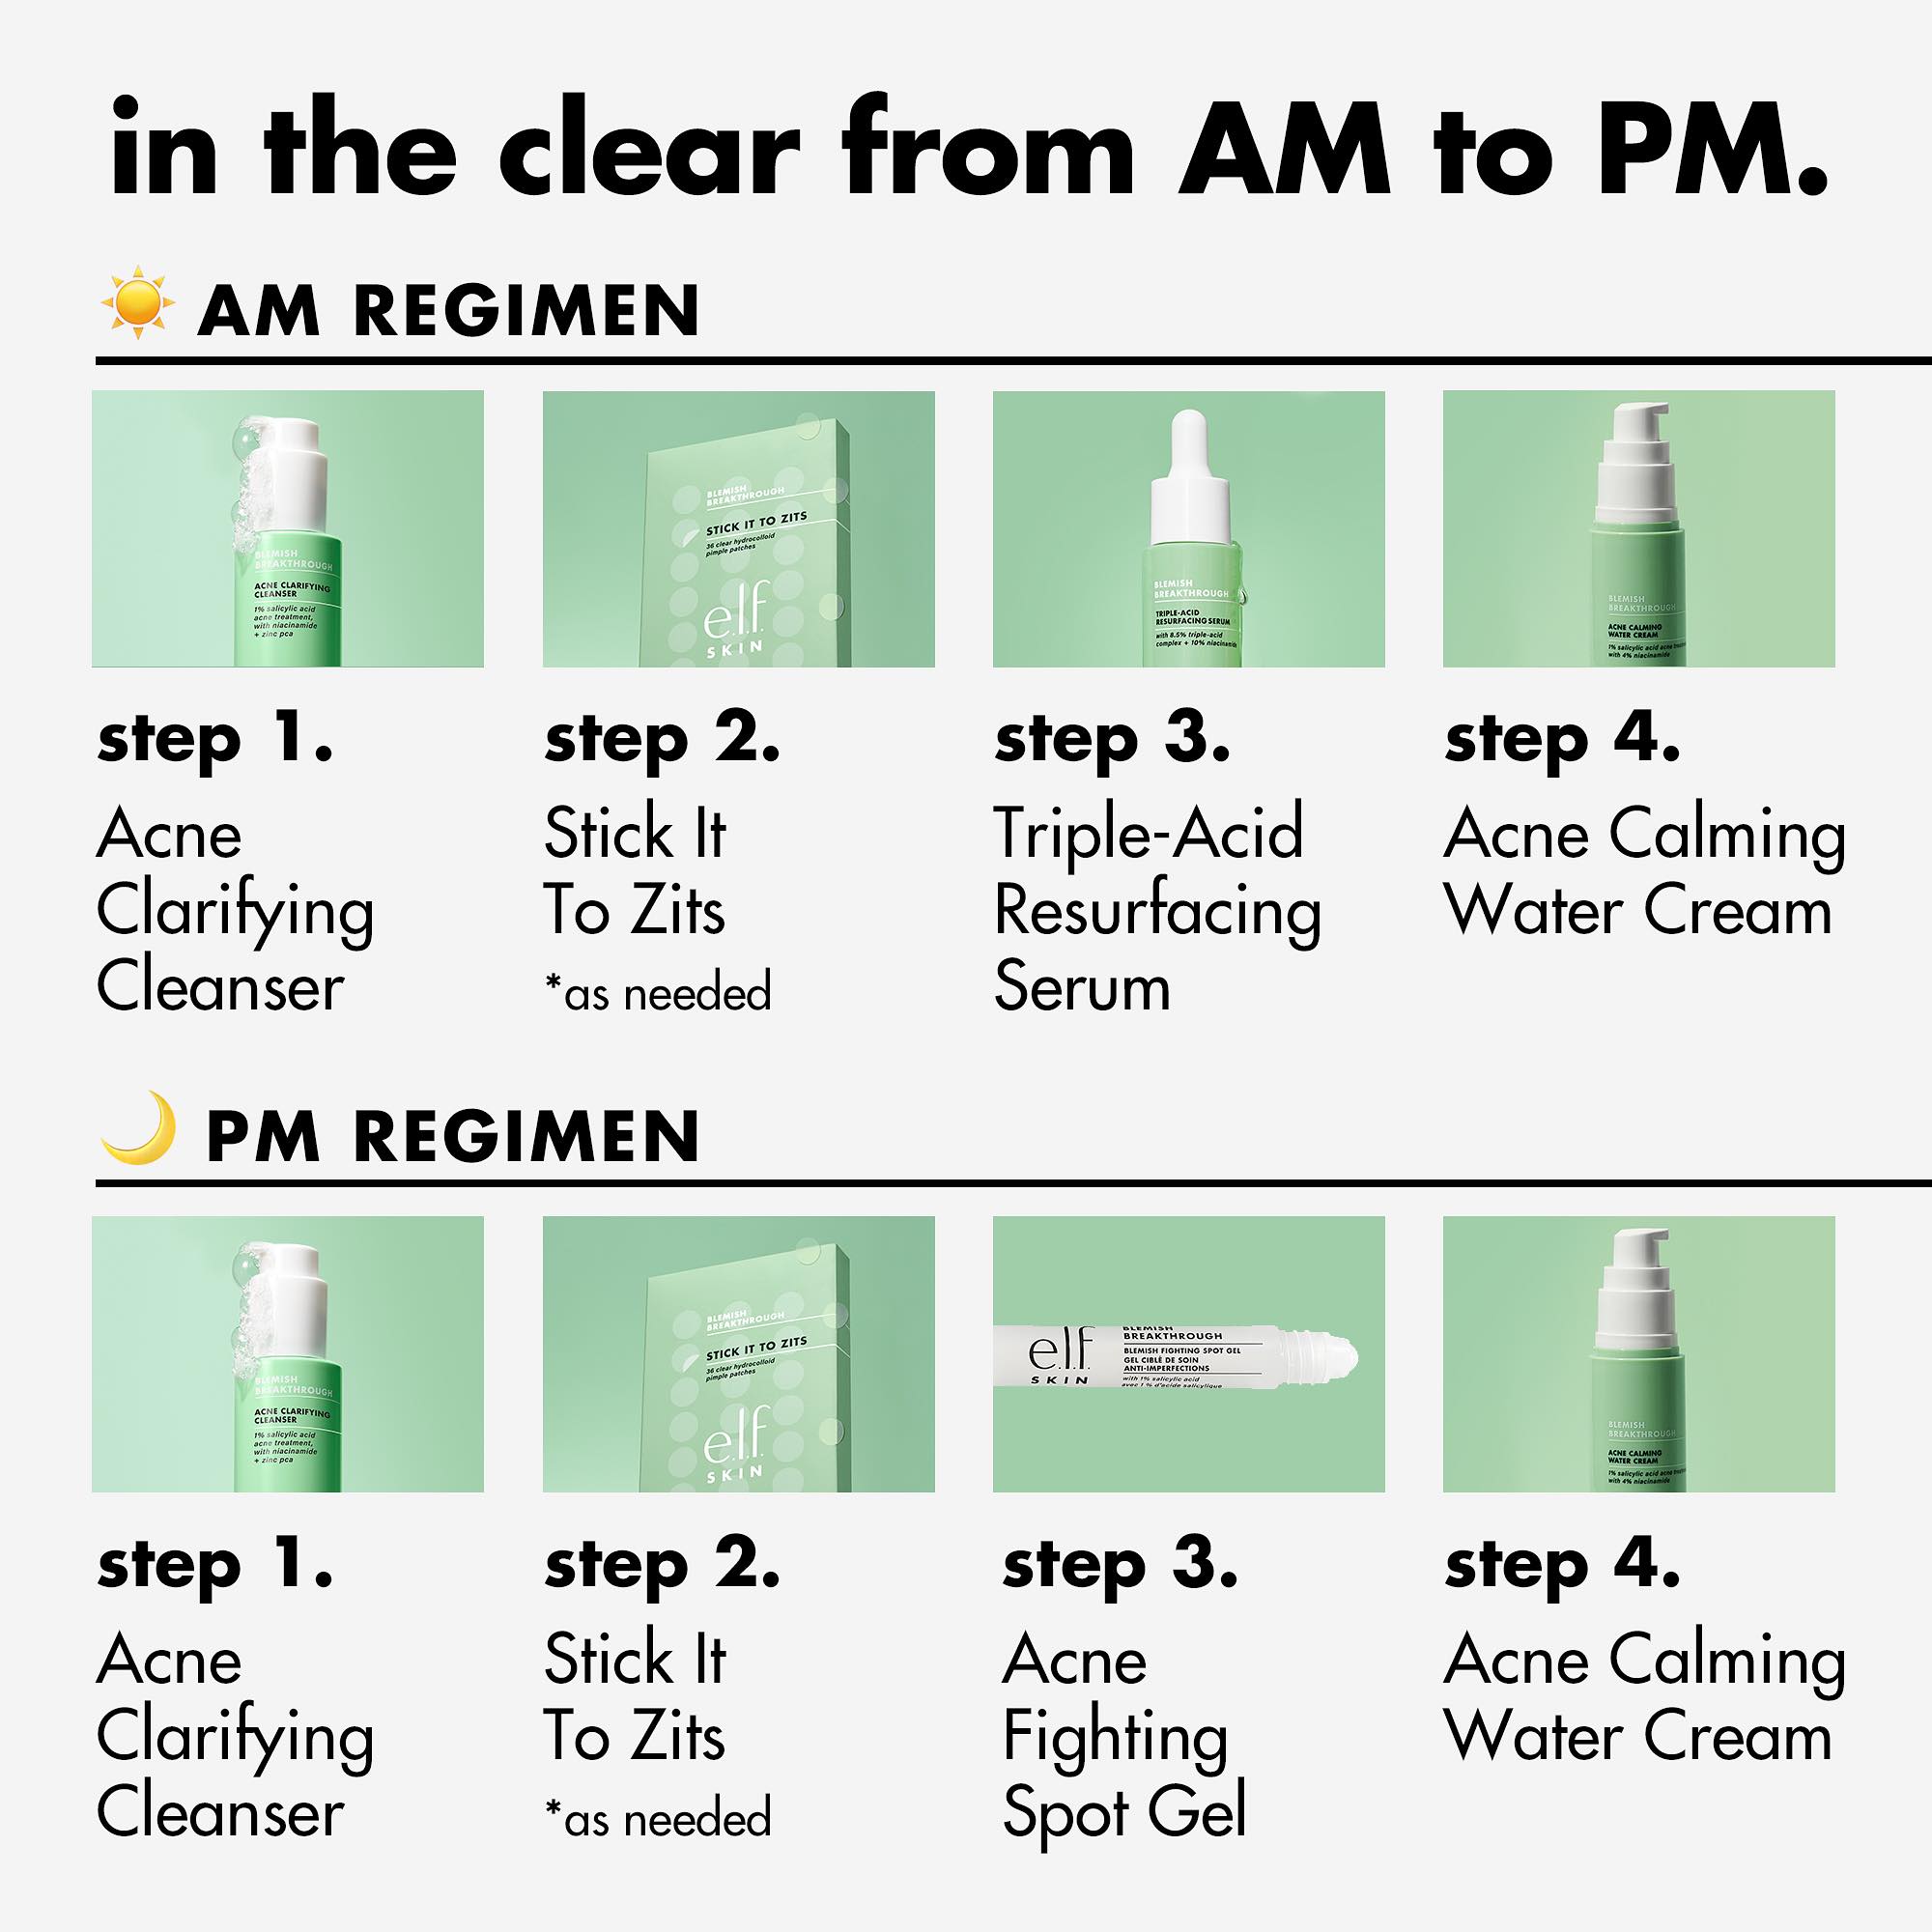 in the clear from AM to PM.
AM REGIMEN
BLEMISH
BREAKTHROUGH
ACNE CLARIFYING
CLEANSER
1% salicylic acid
acne treatment,
with niacinamide
+ zinc pca
BLEMISH
BREAKTHROUGH
STICK IT TO ZITS
36 clear hydrocolloid
pimple patches
e.l.f.
SKIN
BLEMISH
BREAKTHROUGH
TRIPLE-ACID
RESURFACING SERUM
with 8.5% triple-acid
complex + 10% niacinamide
BLEMISH
BREAKTHROUGH
ACNE CALMING
WATER CREAM
1% salicylic acid acne
with 4% niacinamide
step 1.
Acne
Clarifying
Cleanser
step 2.
Stick It
To Zits
*as needed
step 3.
Triple-Acid
Resurfacing
Serum
step 4.
Acne Calming
Water Cream
PM REGIMEN
BLEMISH
BREAKTHROUGH
ACNE CLARIFYING
CLEANSER
1% salicylic acid
acne treatment,
with niacinamide
+ zinc pca
BLEMISH
BREAKTHROUGH
STICK IT TO ZITS
36 clear hydrocolloid
pimple patches
e.l.f.
SKIN
e.l.f.
SKIN
BLEMISH
BREAKTHROUGH
BLEMISH FIGHTING SPOT GEL
GEL CIBLÉ DE SOIN
ANTI-IMPERFECTIONS
with 1% salicylic acid
avec 1 % d'acide salicylique
BLEMISH
BREAKTHROUGH
ACNE CALMING
WATER CREAM
1% salicylic acid acne
with 4% niacinamide
step 1.
Acne
Clarifying
Cleanser
step 2.
Stick It
To Zits
*as needed
step 3.
Acne
Fighting
Spot Gel
step 4.
Acne Calming
Water Cream